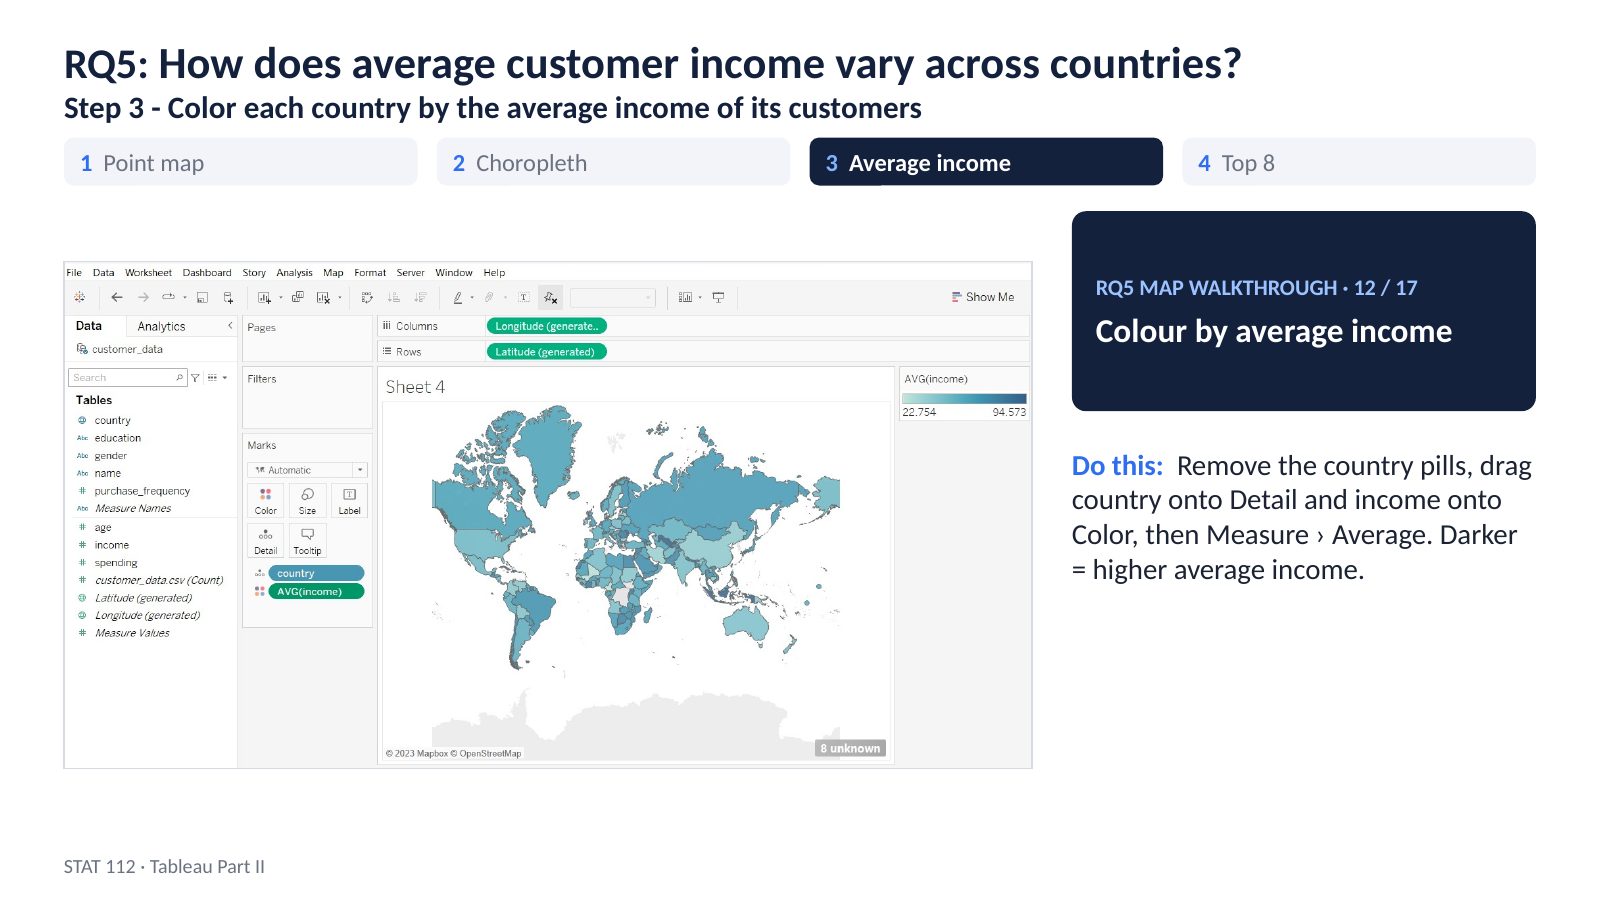 RQ5: How does average customer income vary across countries?
Step 3 - Color each country by the average income of its customers
1 Point map
2 Choropleth
3 Average income
4 Top 8
File Data Worksheet Dashboard Story Analysis Map Format Server Window Help
Show Me
Data Analytics
customer_data
Search
Tables
country
Abc education
gender
Abc name
purchase_frequency
Abc Measure Names
age
income
spending
customer_data.csv (Count)
Latitude (generated)
Longitude (generated)
Measure Values
Pages
Filters
Marks
Automatic
Color Size Label
Detail Tooltip
country
AVG(income)
Columns Longitude (generate..
Rows Latitude (generated)
Sheet 4
© 2023 Mapbox © OpenStreetMap
8 unknown
AVG(income)
22.754 94.573
RQ5 MAP WALKTHROUGH · 12 / 17
Colour by average income
Do this: Remove the country pills, drag
country onto Detail and income onto
Color, then Measure › Average. Darker
= higher average income.
STAT 112 · Tableau Part II